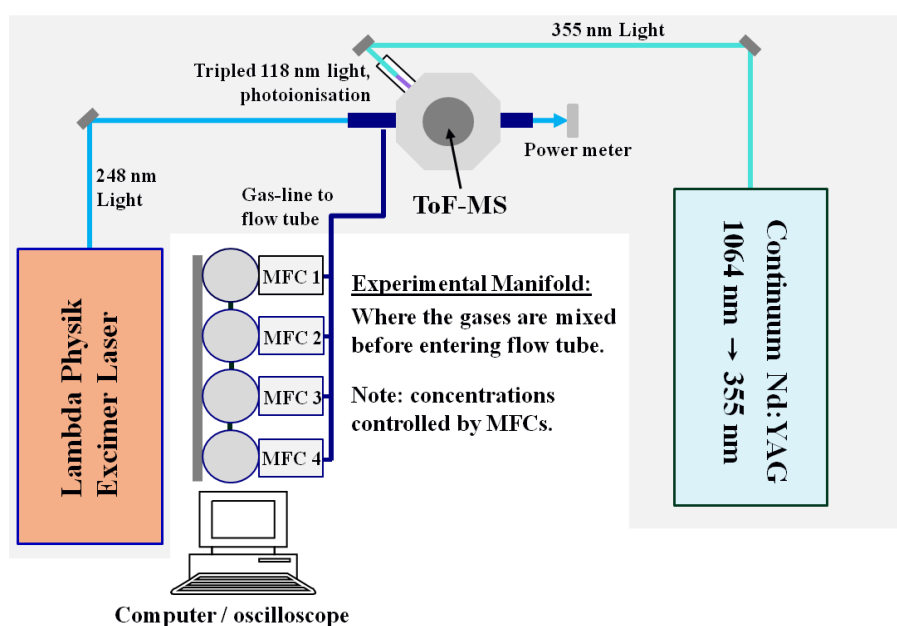 355 nm Light
Tripled 118 nm light,
photoionisation
Power meter
248 nm
Light
Gas-line to
flow tube
ToF-MS
Lambda Physik
Excimer Laser
MFC 1
MFC 2
MFC 3
MFC 4
Experimental Manifold:
Where the gases are mixed
before entering flow tube.
Note: concentrations
controlled by MFCs.
Continuum Nd:YAG
1064 nm → 355 nm
Computer / oscilloscope